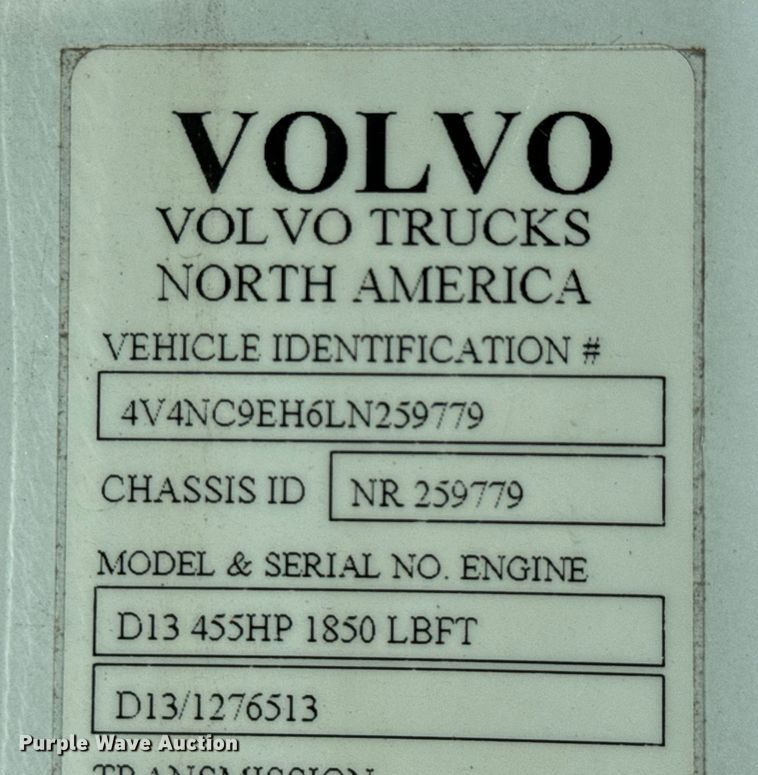 VOLVO
VOLVO TRUCKS
NORTH AMERICA
VEHICLE IDENTIFICATION #
4V4NC9EH6LN259779
CHASSIS ID NR 259779
MODEL & SERIAL NO. ENGINE
D13 455HP 1850 LBFT
D13/1276513
Purple Wave Auction
TRANSMISSION